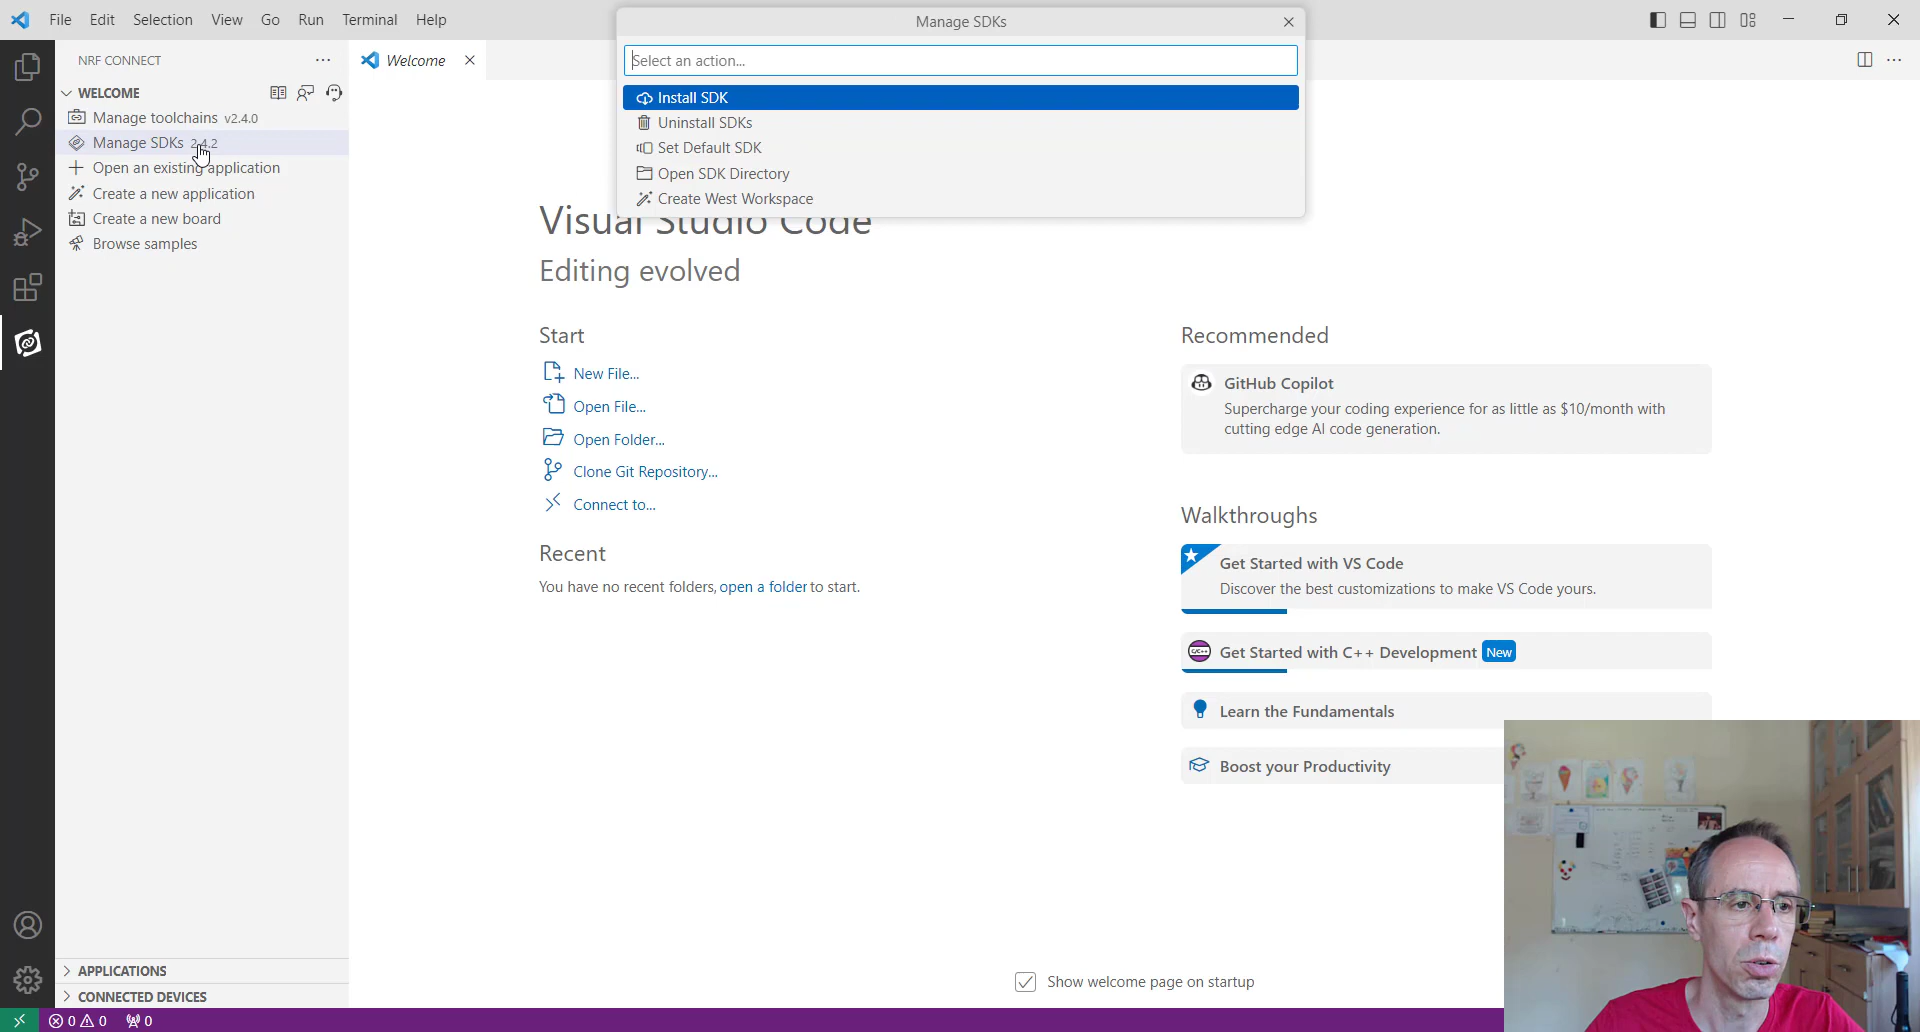 File Edit Selection View Go Run Terminal Help
Manage SDKs
NRF CONNECT
Welcome
Select an action...
WELCOME
Install SDK
Manage toolchains v2.4.0
Uninstall SDKs
Manage SDKs 2.4.2
Set Default SDK
Open an existing application
Open SDK Directory
Create a new application
Create West Workspace
Create a new board
Visual Studio Code
Browse samples
Editing evolved
Start
Recommended
New File...
GitHub Copilot
Open File...
Supercharge your coding experience for as little as $10/month with
cutting edge AI code generation.
Open Folder...
Clone Git Repository...
Connect to...
Walkthroughs
Recent
Get Started with VS Code
You have no recent folders, open a folder to start.
Discover the best customizations to make VS Code yours.
C/C++
Get Started with C++ Development New
Learn the Fundamentals
Boost your Productivity
APPLICATIONS
Show welcome page on startup
CONNECTED DEVICES
0 0 0